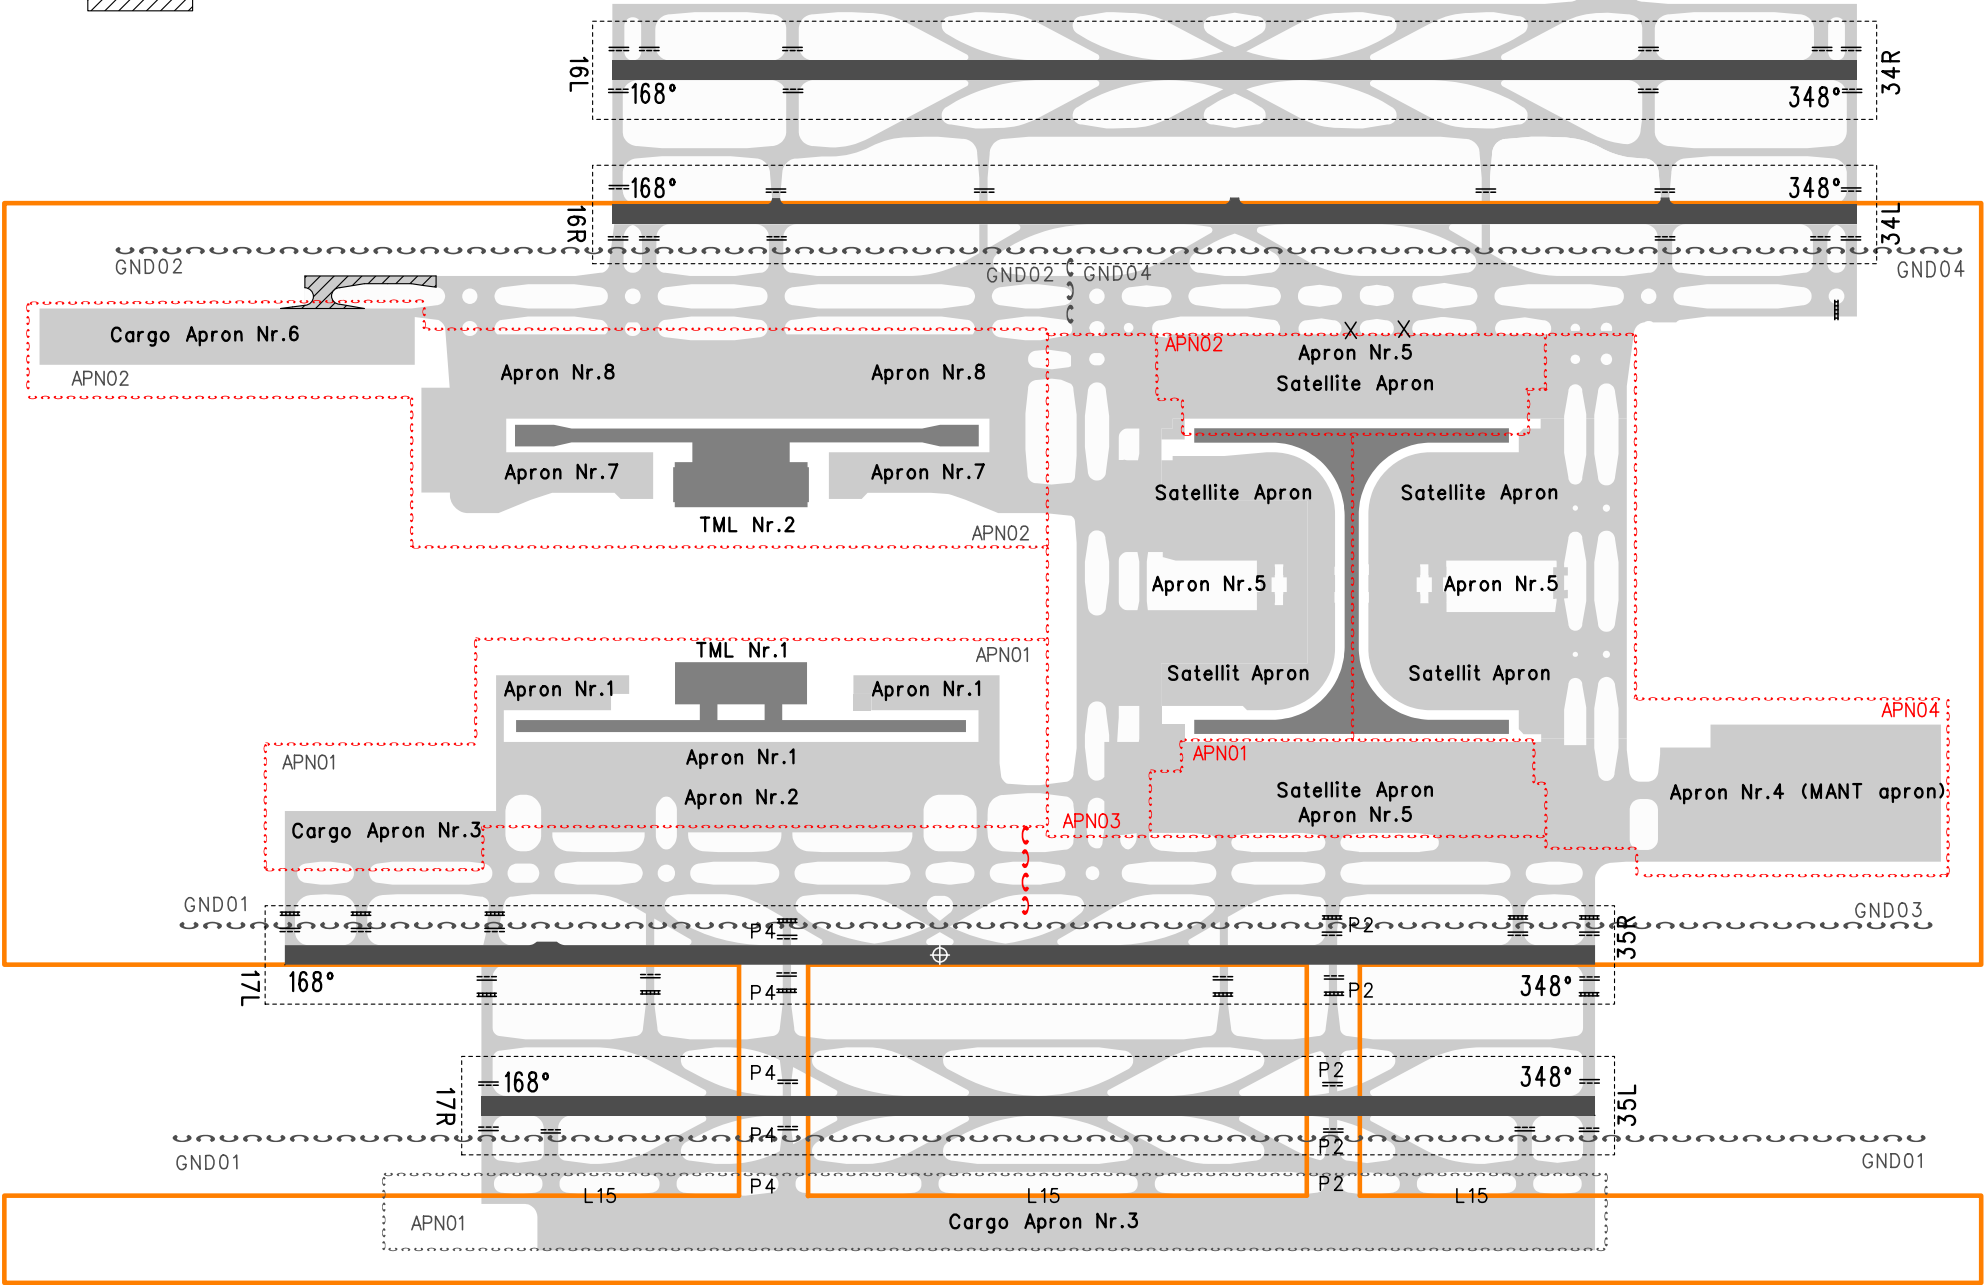 16L
168°
348°
34R
168°
348°
16R
34L
GND02
GND02
GND04
GND04
Cargo Apron Nr.6
APN02
Apron Nr.8
Apron Nr.8
APN02
Apron Nr.5
Satellite Apron
Apron Nr.7
Apron Nr.7
TML Nr.2
APN02
Satellite Apron
Satellite Apron
Apron Nr.5
Apron Nr.5
TML Nr.1
APN01
Apron Nr.1
Apron Nr.1
Satellit Apron
Satellit Apron
APN04
APN01
Apron Nr.1
Apron Nr.2
APN01
Satellite Apron
Apron Nr.5
Apron Nr.4 (MANT apron)
Cargo Apron Nr.3
APN03
GND01
GND03
P4
P2
35R
17L
168°
P4
P2
348°
P4
P2
168°
348°
17R
35L
P4
P2
GND01
GND01
P4
P2
L15
L15
L15
APN01
Cargo Apron Nr.3